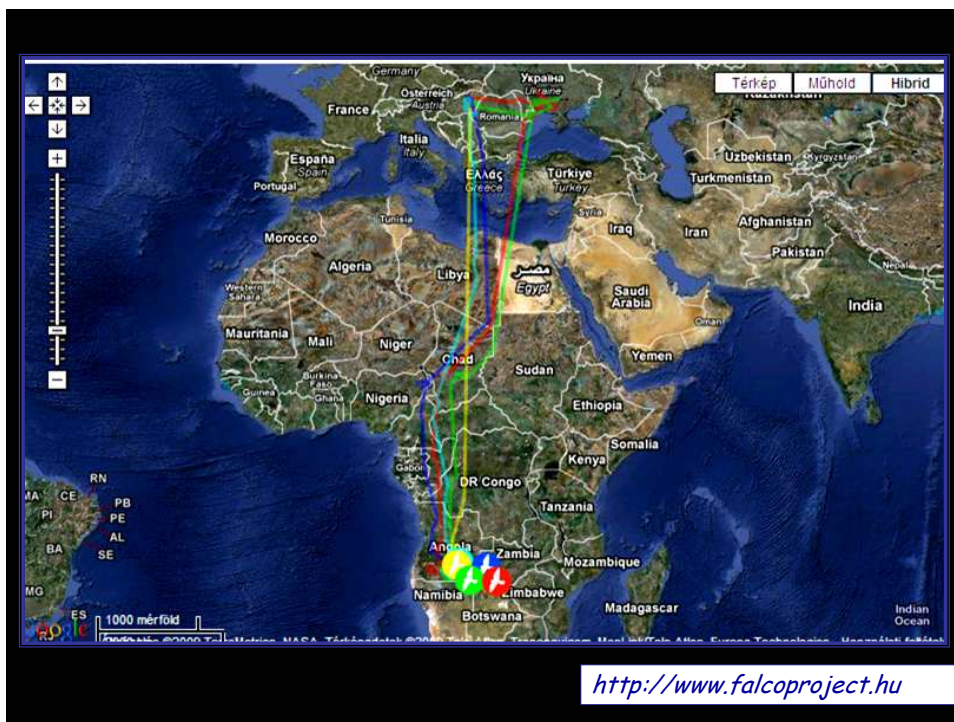 Germany
Україна
Ukraine
Térkép
Műhold
Hibrid
Österreich
Austria
France
Romania
Italia
Italy
Uzbekistan
Kyrgyzstan
España
Spain
Portugal
Ελλάς
Greece
Türkiye
Turkey
Turkmenistan
Tunisia
Syria
Afghanistan
Iraq
Iran
Morocco
Pakistan
Algeria
Libya
مصر
Egypt
Nepal
Western
Sahara
Saudi
Arabia
India
Oman
Mauritania
Mali
Niger
Chad
Sudan
Yemen
Burkina
Faso
Guinea
Ghana
Nigeria
Ethiopia
Somalia
Gabon
Kenya
DR Congo
RN
MA
CE
PB
PI
PE
AL
BA
SE
Tanzania
Angola
Zambia
Mozambique
MG
Namibia
Zimbabwe
Madagascar
Botswana
ES
RJ
1000 mérföld
Indian
Ocean
Google
http://www.falcoproject.hu